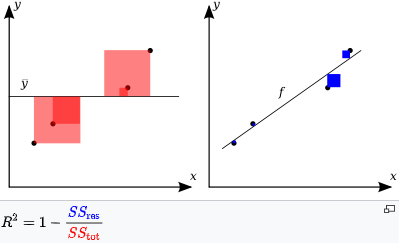 y
y
ȳ
f
x
x
R² = 1 − SS_res / SS_tot